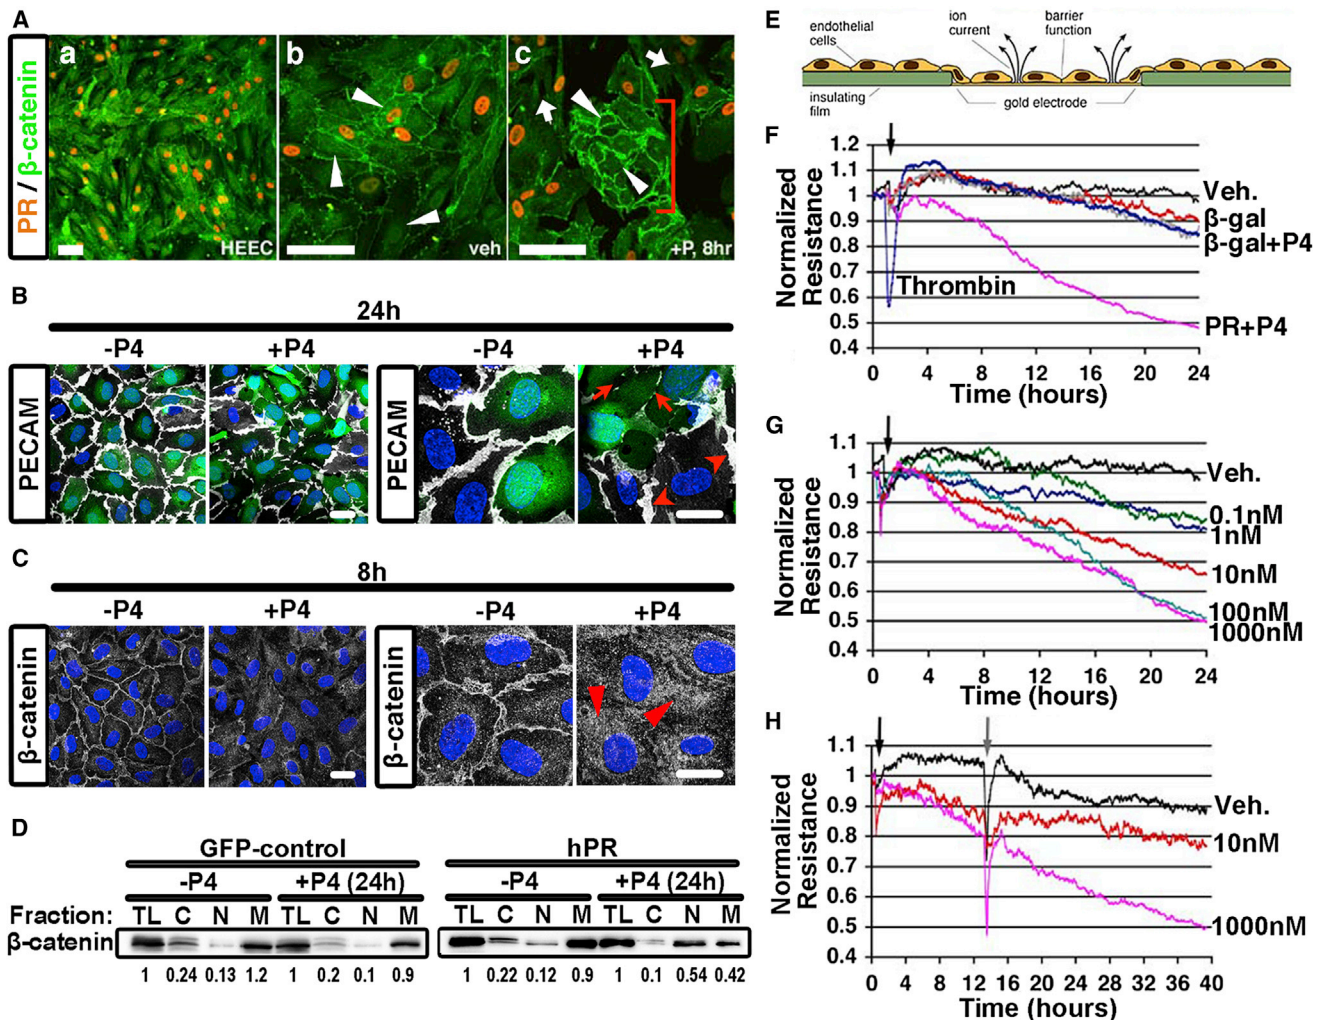 A
PR / β-catenin
a
HEEC
b
veh
c
+P, 8hr
B
24h
-P4
+P4
-P4
+P4
PECAM
PECAM
C
8h
-P4
+P4
-P4
+P4
β-catenin
β-catenin
D
GFP-control
hPR
-P4
+P4 (24h)
-P4
+P4 (24h)
Fraction: TL C N M TL C N M TL C N M TL C N M
β-catenin
1 0.24 0.13 1.2 1 0.2 0.1 0.9 1 0.22 0.12 0.9 1 0.1 0.54 0.42
E
endothelial cells
ion current
barrier function
insulating film
gold electrode
F
Normalized Resistance
1.2
1.1
1
0.9
0.8
0.7
0.6
0.5
0.4
Veh.
β-gal
β-gal+P4
Thrombin
PR+P4
0 4 8 12 16 20 24
Time (hours)
G
Normalized Resistance
1.1
1
0.9
0.8
0.7
0.6
0.5
0.4
Veh.
0.1nM
1nM
10nM
100nM
1000nM
0 4 8 12 16 20 24
Time (hours)
H
Normalized Resistance
1.1
1
0.9
0.8
0.7
0.6
0.5
0.4
Veh.
10nM
1000nM
0 4 8 12 16 20 24 28 32 36 40
Time (hours)